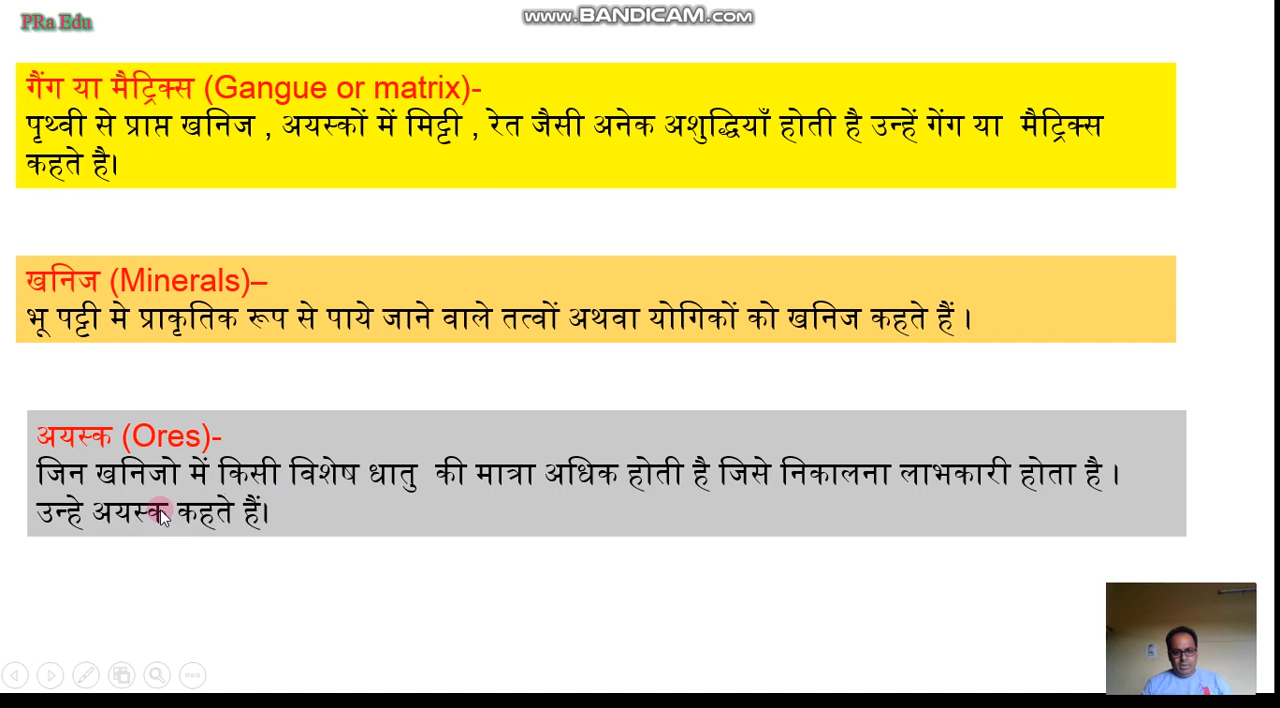 PRa Edu
www.BANDICAM.com
गैंग या मैट्रिक्स (Gangue or matrix)-
पृथ्वी से प्राप्त खनिज , अयस्कों में मिट्टी , रेत जैसी अनेक अशुद्धियाँ होती है उन्हें गेंग या मैट्रिक्स
कहते है।
खनिज (Minerals)–
भू पट्टी मे प्राकृतिक रूप से पाये जाने वाले तत्वों अथवा योगिकों को खनिज कहते हैं ।
अयस्क (Ores)-
जिन खनिजो में किसी विशेष धातु की मात्रा अधिक होती है जिसे निकालना लाभकारी होता है ।
उन्हे अयस्क कहते हैं।